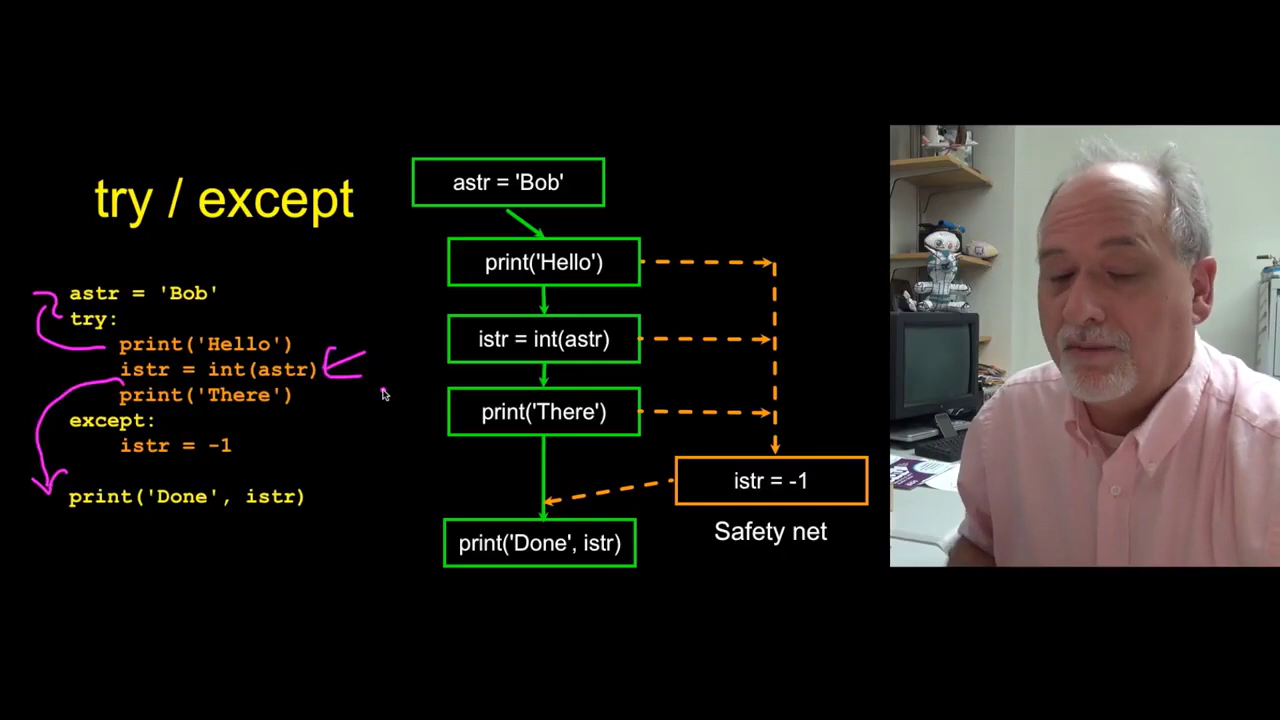 try / except
astr = 'Bob'
try:
    print('Hello')
    istr = int(astr)
    print('There')
except:
    istr = -1
print('Done', istr)
astr = 'Bob'
print('Hello')
istr = int(astr)
print('There')
istr = -1
Safety net
print('Done', istr)